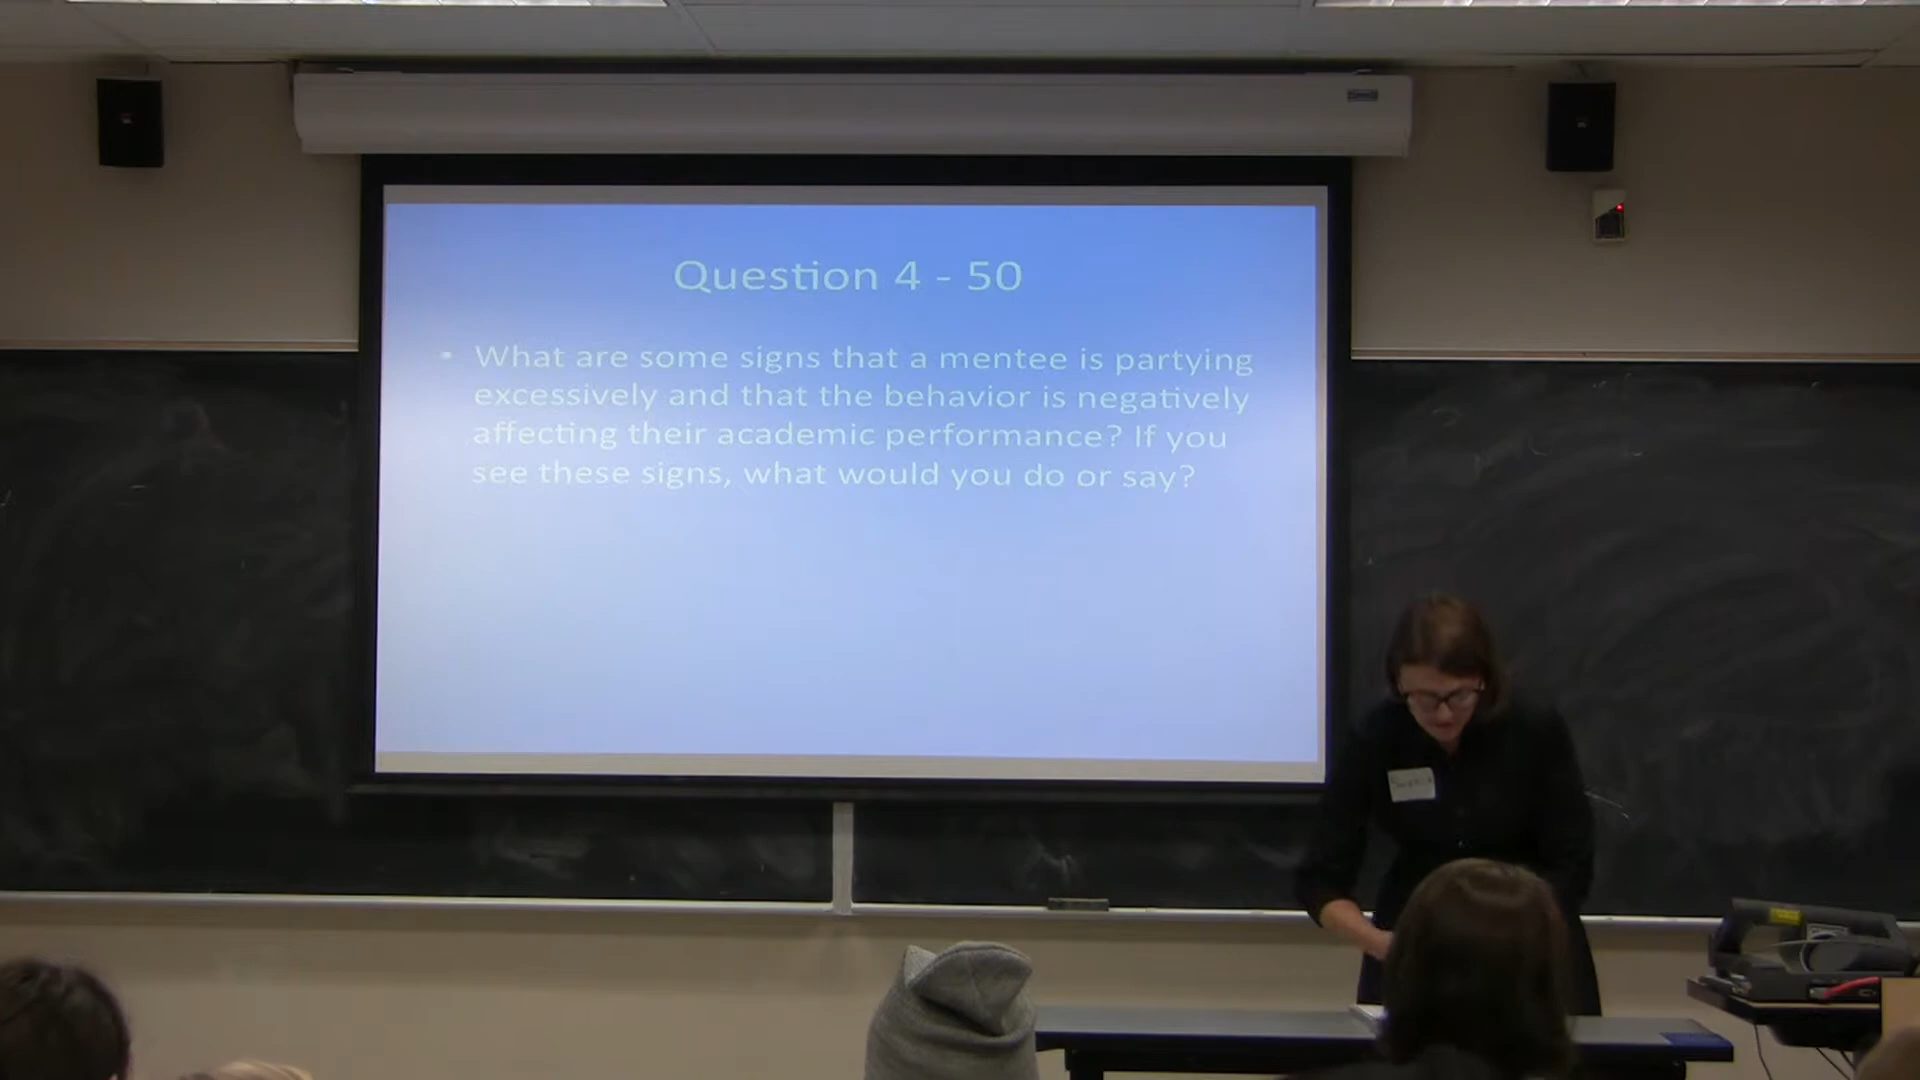 Question 4 - 50
• What are some signs that a mentee is partying
excessively and that the behavior is negatively
affecting their academic performance? If you
see these signs, what would you do or say?